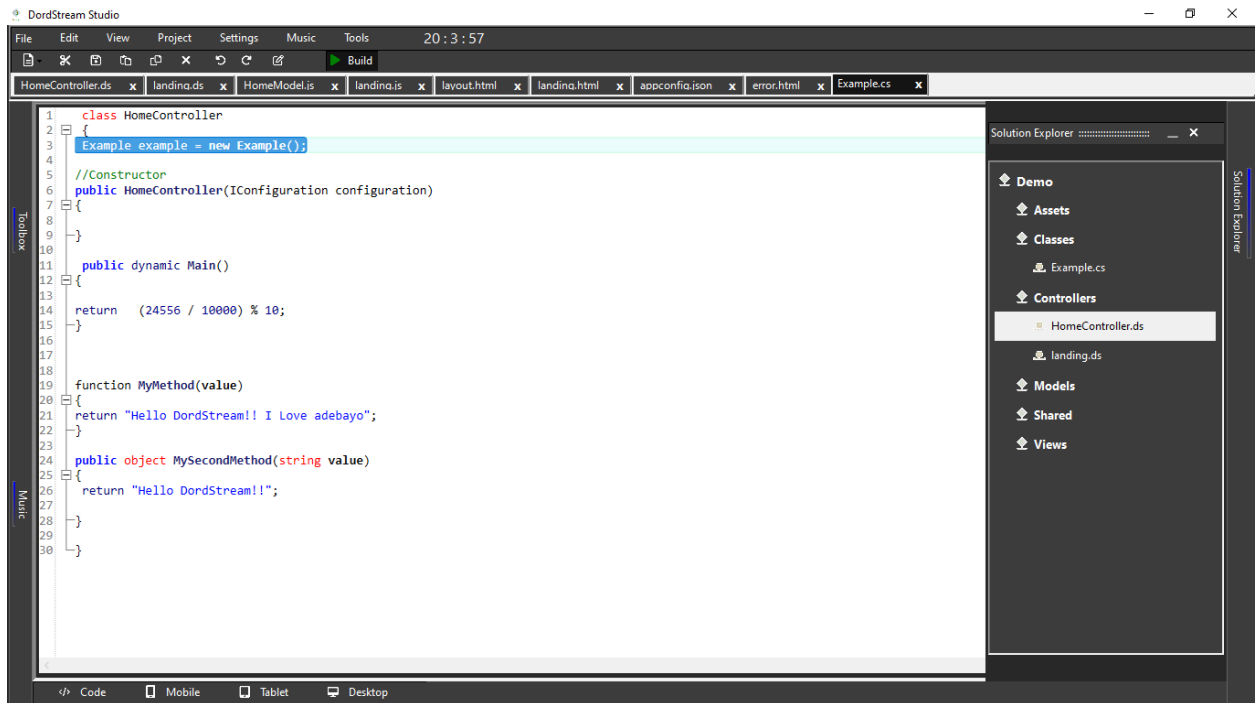 DordStream Studio
File Edit View Project Settings Music Tools 20:3:57
Build
HomeController.ds x landing.ds x HomeModel.js x landing.js x layout.html x landing.html x appconfig.json x error.html x Example.cs x
1 class HomeController
2 {
3 Example example = new Example();
4
5 //Constructor
6 public HomeController(IConfiguration configuration)
7 {
8
9 }
10
11 public dynamic Main()
12 {
13
14 return (24556 / 10000) % 10;
15 }
16
17
18
19 function MyMethod(value)
20 {
21 return "Hello DordStream!! I Love adebayo";
22 }
23
24 public object MySecondMethod(string value)
25 {
26 return "Hello DordStream!!";
27
28 }
29
30 }
Toolbox
Music
Solution Explorer
Demo
Assets
Classes
Example.cs
Controllers
HomeController.ds
landing.ds
Models
Shared
Views
Solution Explorer
</> Code Mobile Tablet Desktop